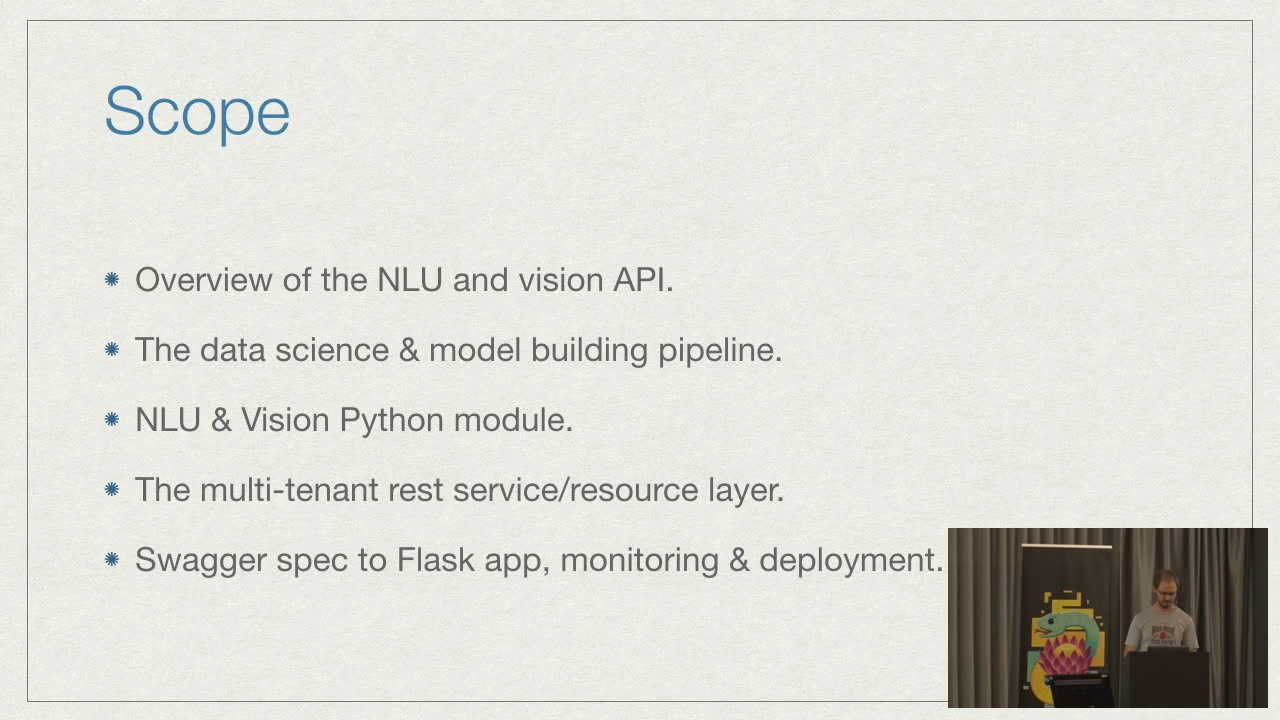 Scope
Overview of the NLU and vision API.
The data science & model building pipeline.
NLU & Vision Python module.
The multi-tenant rest service/resource layer.
Swagger spec to Flask app, monitoring & deployment.